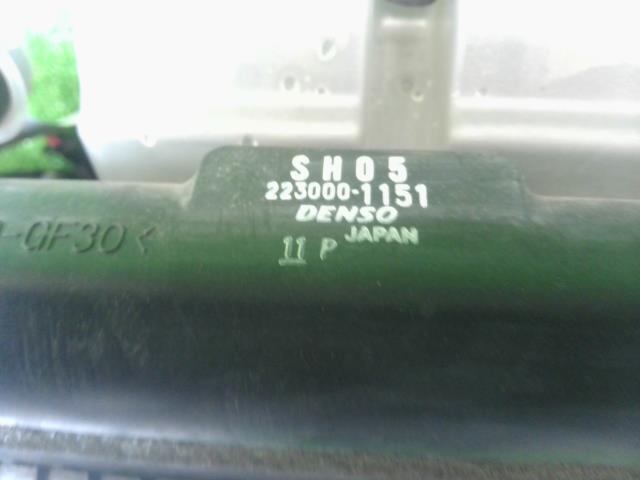 SH05
223000-1151
DENSO
JAPAN
11 P
-GF30<